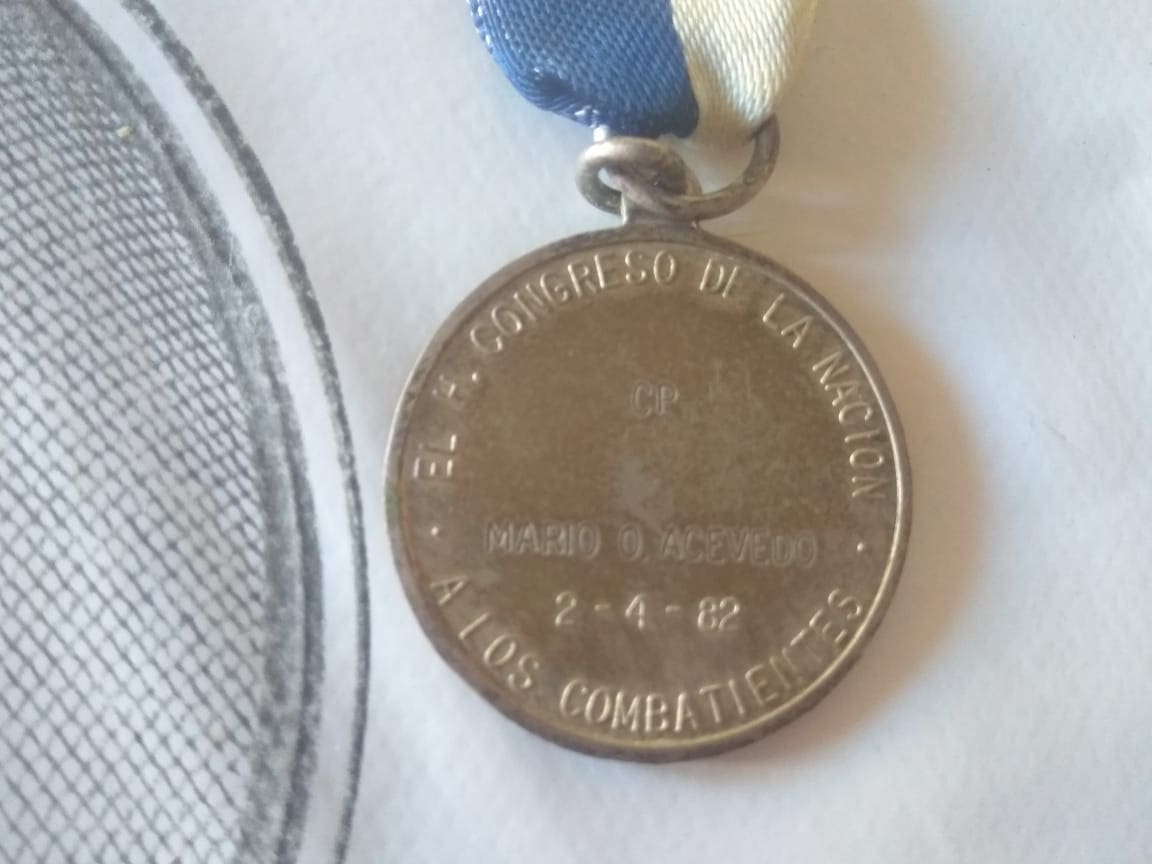 · EL H. CONGRESO DE LA NACION ·
CP
MARIO O. ACEVEDO
2 - 4 - 82
A LOS COMBATIENTES